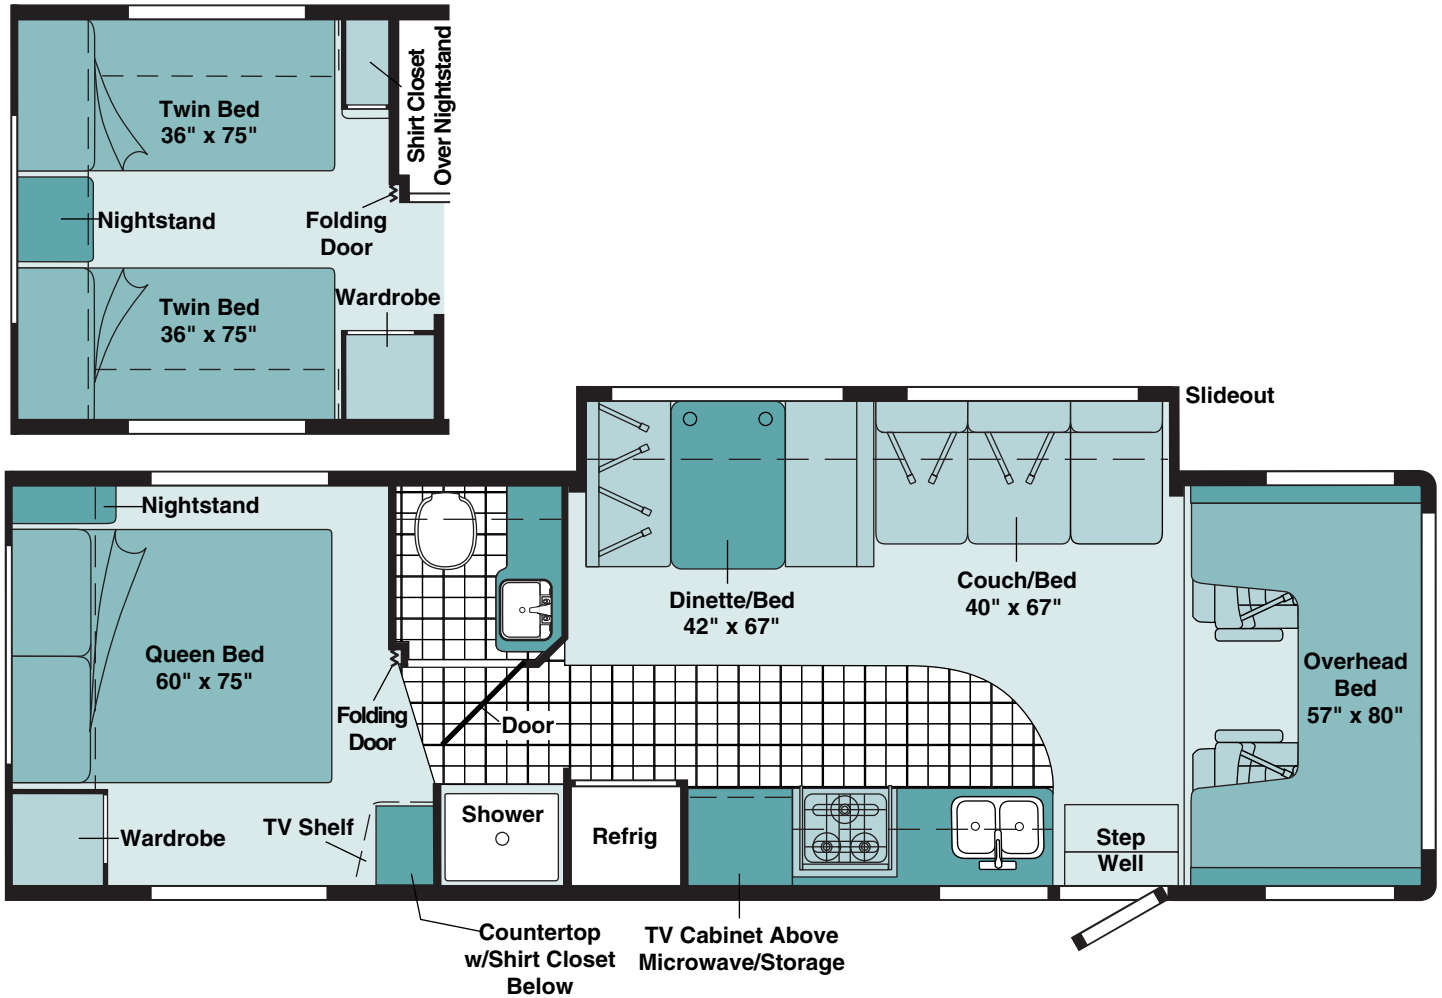 Twin Bed
36" x 75"
Shirt Closet
Over Nightstand
Nightstand
Folding
Door
Wardrobe
Twin Bed
36" x 75"
Slideout
Nightstand
Queen Bed
60" x 75"
Folding
Door
Door
Dinette/Bed
42" x 67"
Couch/Bed
40" x 67"
Overhead
Bed
57" x 80"
Wardrobe
TV Shelf
Shower
Refrig
Step
Well
Countertop
w/Shirt Closet
Below
TV Cabinet Above
Microwave/Storage